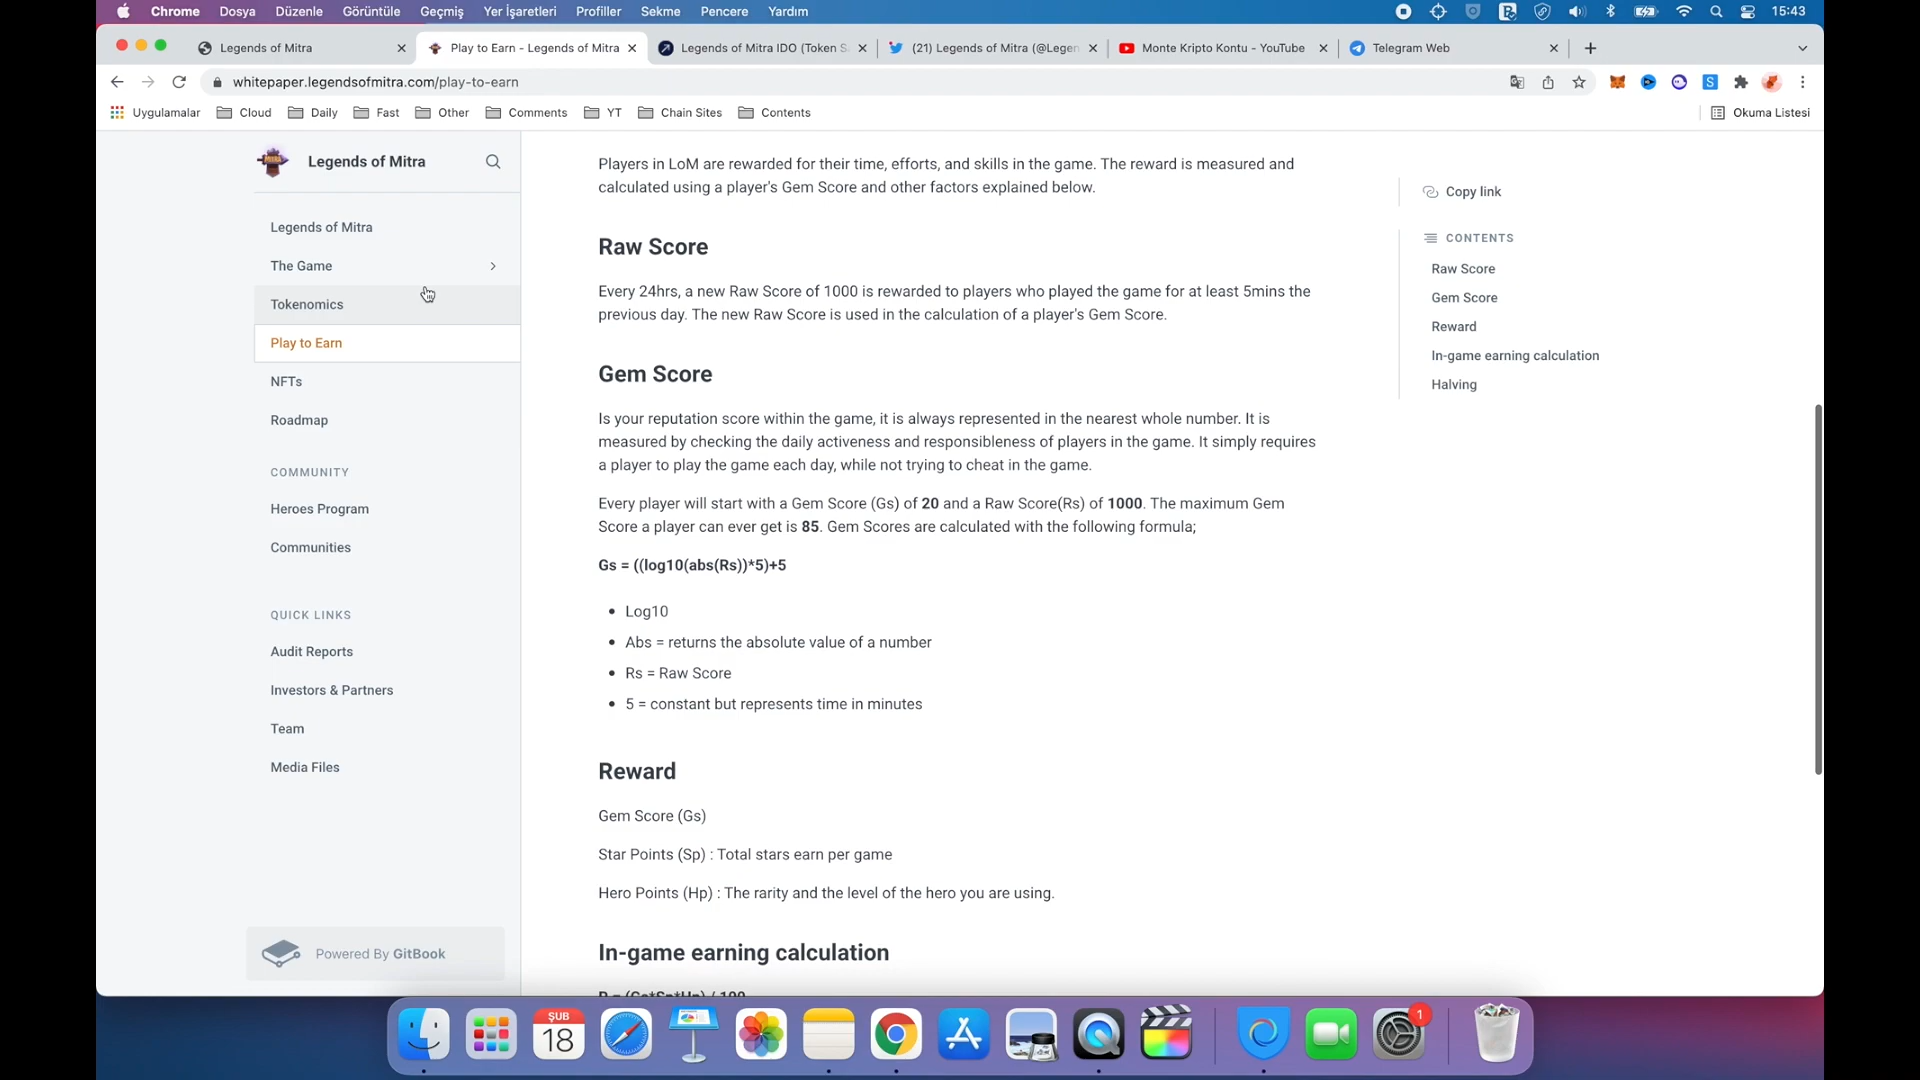 Chrome Dosya Düzenle Görüntüle Geçmiş Yer İşaretleri Profiller Sekme Pencere Yardım 15:43
Legends of Mitra
Play to Earn - Legends of Mitra
Legends of Mitra IDO (Token S
(21) Legends of Mitra (@Legen
Monte Kripto Kontu - YouTube
Telegram Web
whitepaper.legendsofmitra.com/play-to-earn
Uygulamalar Cloud Daily Fast Other Comments YT Chain Sites Contents Okuma Listesi
Legends of Mitra
Legends of Mitra
The Game
Tokenomics
Play to Earn
NFTs
Roadmap
COMMUNITY
Heroes Program
Communities
QUICK LINKS
Audit Reports
Investors & Partners
Team
Media Files
Powered By GitBook
Players in LoM are rewarded for their time, efforts, and skills in the game. The reward is measured and
calculated using a player's Gem Score and other factors explained below.
Raw Score
Every 24hrs, a new Raw Score of 1000 is rewarded to players who played the game for at least 5mins the
previous day. The new Raw Score is used in the calculation of a player's Gem Score.
Gem Score
Is your reputation score within the game, it is always represented in the nearest whole number. It is
measured by checking the daily activeness and responsibleness of players in the game. It simply requires
a player to play the game each day, while not trying to cheat in the game.
Every player will start with a Gem Score (Gs) of 20 and a Raw Score(Rs) of 1000. The maximum Gem
Score a player can ever get is 85. Gem Scores are calculated with the following formula;
Gs = ((log10(abs(Rs))*5)+5
• Log10
• Abs = returns the absolute value of a number
• Rs = Raw Score
• 5 = constant but represents time in minutes
Reward
Gem Score (Gs)
Star Points (Sp) : Total stars earn per game
Hero Points (Hp) : The rarity and the level of the hero you are using.
In-game earning calculation
R = (Gs*Sp*Hp) / 100
Copy link
CONTENTS
Raw Score
Gem Score
Reward
In-game earning calculation
Halving
ŞUB
18
1